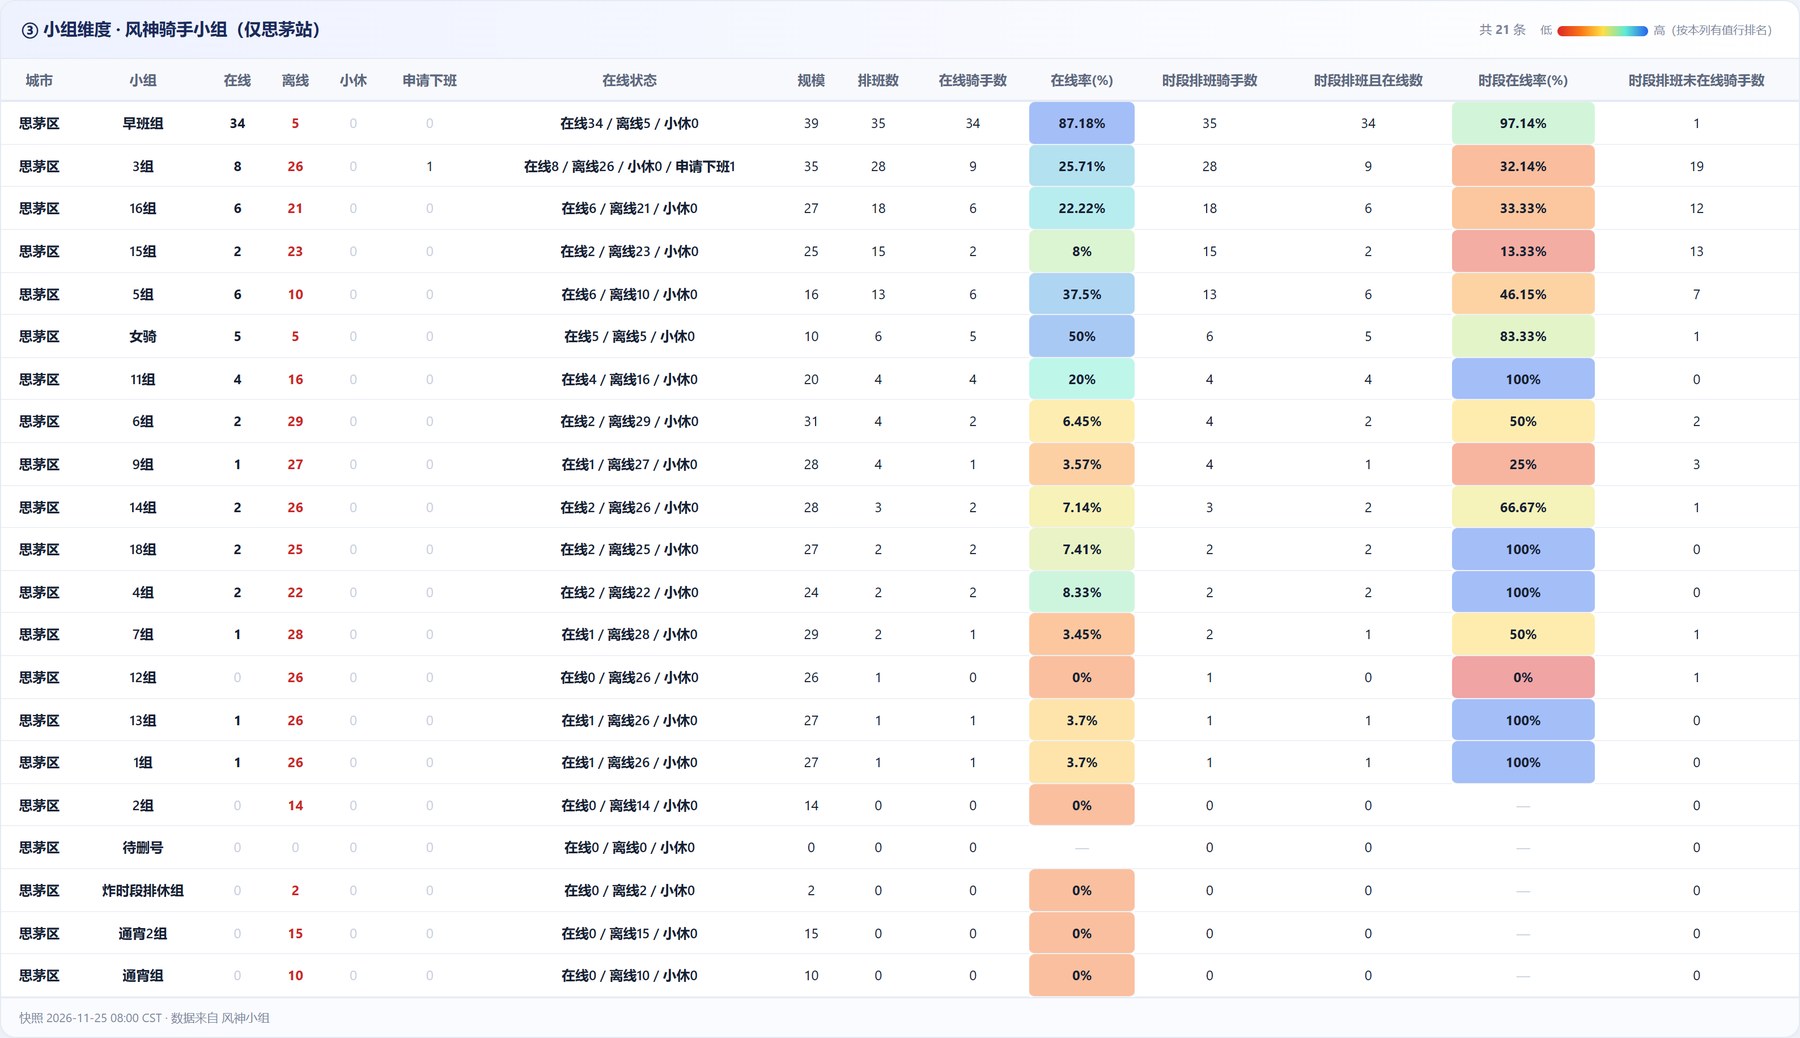 ③ 小组维度 · 风神骑手小组（仅思茅站）
共 21 条 低 高 (按本列有值行排名)
城市 小组 在线 离线 小休 申请下班 在线状态 规模 排班数 在线骑手数 在线率(%) 时段排班骑手数 时段排班且在线数 时段在线率(%) 时段排班未在线骑手数
思茅区 早班组 34 5 0 0 在线34 / 离线5 / 小休0 39 35 34 87.18% 35 34 97.14% 1
思茅区 3组 8 26 0 1 在线8 / 离线26 / 小休0 / 申请下班1 35 28 9 25.71% 28 9 32.14% 19
思茅区 16组 6 21 0 0 在线6 / 离线21 / 小休0 27 18 6 22.22% 18 6 33.33% 12
思茅区 15组 2 23 0 0 在线2 / 离线23 / 小休0 25 15 2 8% 15 2 13.33% 13
思茅区 5组 6 10 0 0 在线6 / 离线10 / 小休0 16 13 6 37.5% 13 6 46.15% 7
思茅区 女骑 5 5 0 0 在线5 / 离线5 / 小休0 10 6 5 50% 6 5 83.33% 1
思茅区 11组 4 16 0 0 在线4 / 离线16 / 小休0 20 4 4 20% 4 4 100% 0
思茅区 6组 2 29 0 0 在线2 / 离线29 / 小休0 31 4 2 6.45% 4 2 50% 2
思茅区 9组 1 27 0 0 在线1 / 离线27 / 小休0 28 4 1 3.57% 4 1 25% 3
思茅区 14组 2 26 0 0 在线2 / 离线26 / 小休0 28 3 2 7.14% 3 2 66.67% 1
思茅区 18组 2 25 0 0 在线2 / 离线25 / 小休0 27 2 2 7.41% 2 2 100% 0
思茅区 4组 2 22 0 0 在线2 / 离线22 / 小休0 24 2 2 8.33% 2 2 100% 0
思茅区 7组 1 28 0 0 在线1 / 离线28 / 小休0 29 2 1 3.45% 2 1 50% 1
思茅区 12组 0 26 0 0 在线0 / 离线26 / 小休0 26 1 0 0% 1 0 0% 1
思茅区 13组 1 26 0 0 在线1 / 离线26 / 小休0 27 1 1 3.7% 1 1 100% 0
思茅区 1组 1 26 0 0 在线1 / 离线26 / 小休0 27 1 1 3.7% 1 1 100% 0
思茅区 2组 0 14 0 0 在线0 / 离线14 / 小休0 14 0 0 0% 0 0 — 0
思茅区 待删号 0 0 0 0 在线0 / 离线0 / 小休0 0 0 0 — 0 0 — 0
思茅区 炸时段排休组 0 2 0 0 在线0 / 离线2 / 小休0 2 0 0 0% 0 0 — 0
思茅区 通宵2组 0 15 0 0 在线0 / 离线15 / 小休0 15 0 0 0% 0 0 — 0
思茅区 通宵组 0 10 0 0 在线0 / 离线10 / 小休0 10 0 0 0% 0 0 — 0
快照 2026-11-25 08:00 CST · 数据来自 风神小组